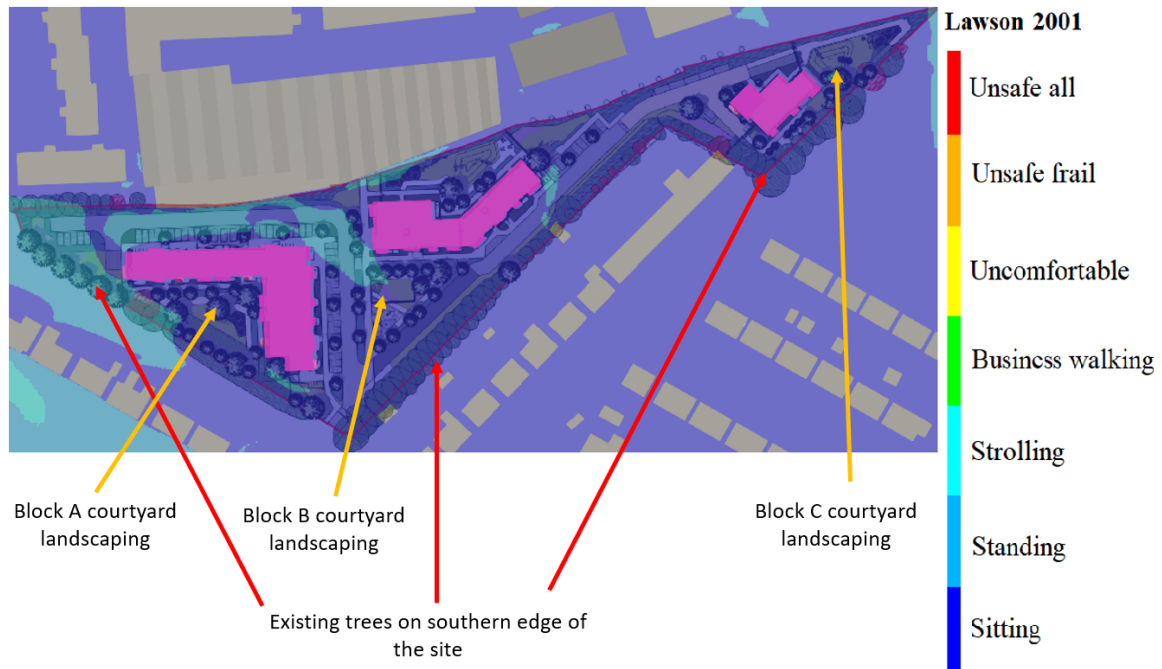 Lawson 2001
Unsafe all
Unsafe frail
Uncomfortable
Business walking
Strolling
Standing
Sitting
Block A courtyard
landscaping
Block B courtyard
landscaping
Block C courtyard
landscaping
Existing trees on southern edge of
the site